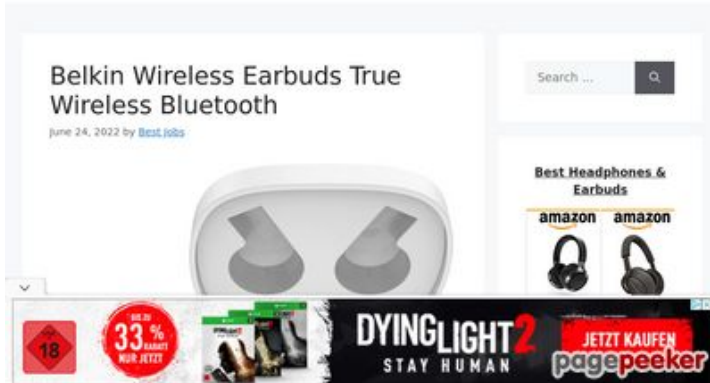 Belkin Wireless Earbuds True
Wireless Bluetooth
June 24, 2022 by Best Jobs
Search ...
Best Headphones &
Earbuds
amazon amazon
18
BIS ZU
33 %
RABATT
NUR JETZT
DYING LIGHT 2
STAY HUMAN
JETZT KAUFEN
pagepeeker